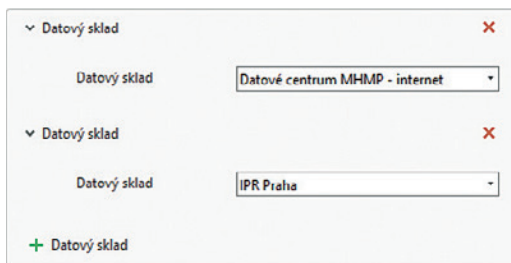 Datový sklad
Datový sklad Datové centrum MHMP - internet
Datový sklad
Datový sklad IPR Praha
Datový sklad